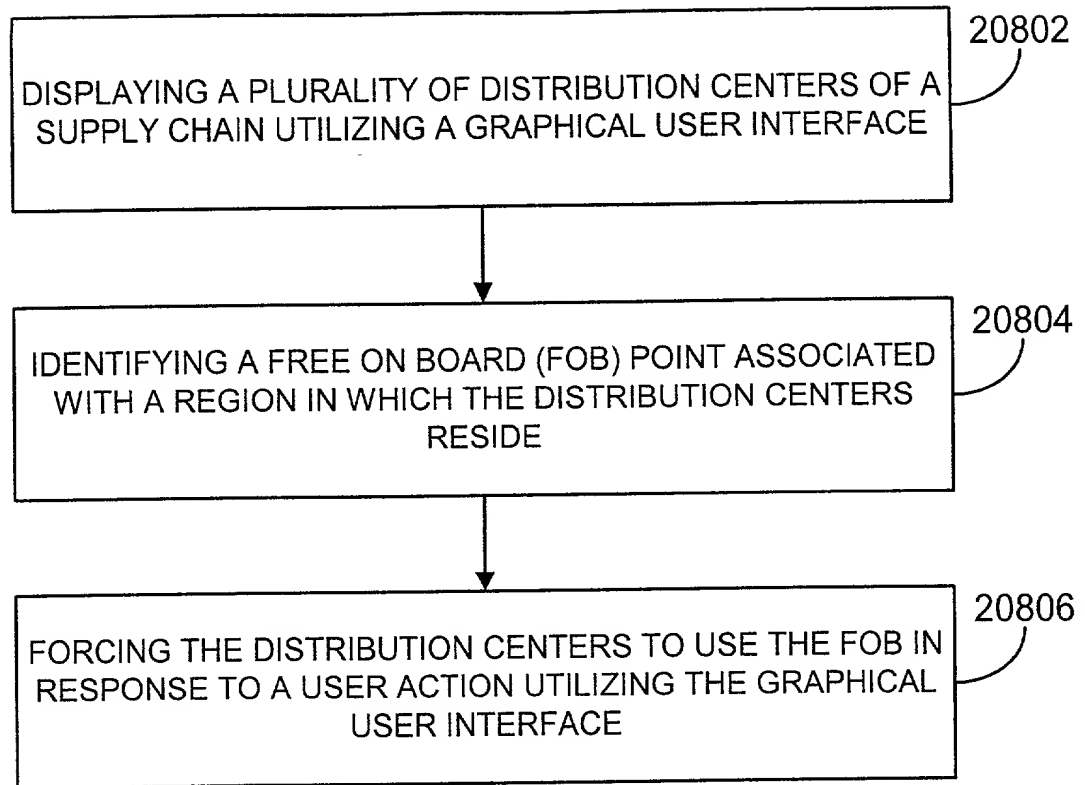 20802
DISPLAYING A PLURALITY OF DISTRIBUTION CENTERS OF A
SUPPLY CHAIN UTILIZING A GRAPHICAL USER INTERFACE
20804
IDENTIFYING A FREE ON BOARD (FOB) POINT ASSOCIATED
WITH A REGION IN WHICH THE DISTRIBUTION CENTERS
RESIDE
20806
FORCING THE DISTRIBUTION CENTERS TO USE THE FOB IN
RESPONSE TO A USER ACTION UTILIZING THE GRAPHICAL
USER INTERFACE